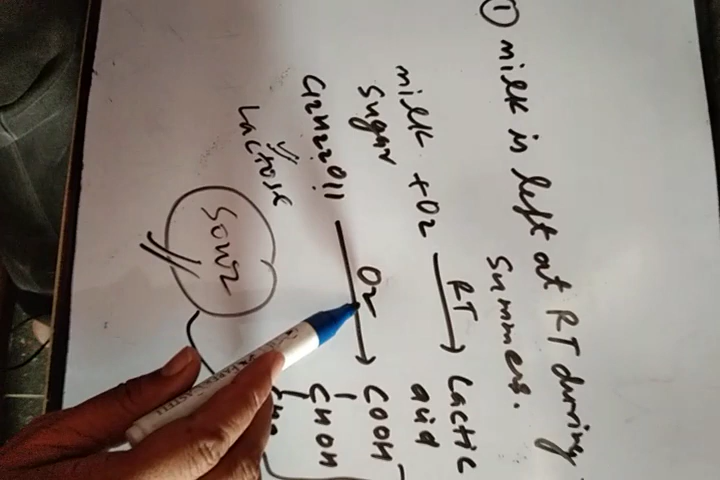 ① milk is left at RT during
summers.
milk + O2 RT → Lactic
sugar acid
C12H22O11 O2 → COOH
Lactose CHOH
sour